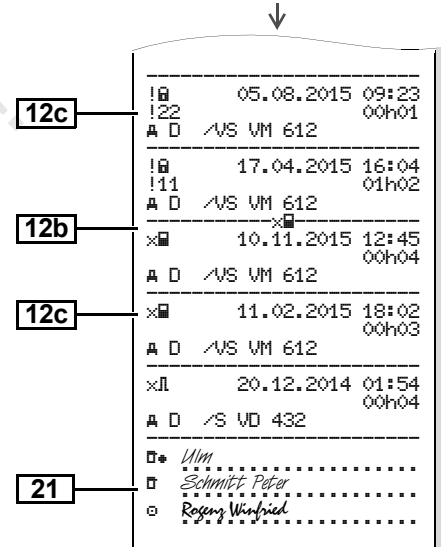 !🔒 05.08.2015 09:23
12c
!22 00h01
A D /VS VM 612
!🔒 17.04.2015 16:04
!11 01h02
A D /VS VM 612
12b
x
x 10.11.2015 12:45
00h04
A D /VS VM 612
12c
x 11.02.2015 18:02
00h03
A D /VS VM 612
x 20.12.2014 01:54
00h04
A D /S VD 432
Ulm
21
Schmitt Peter
Rogenz Winfried